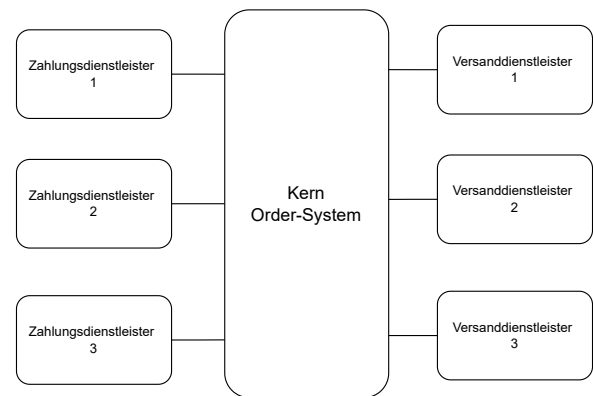 Zahlungsdienstleister
1
Zahlungsdienstleister
2
Zahlungsdienstleister
3
Kern
Order-System
Versanddienstleister
1
Versanddienstleister
2
Versanddienstleister
3